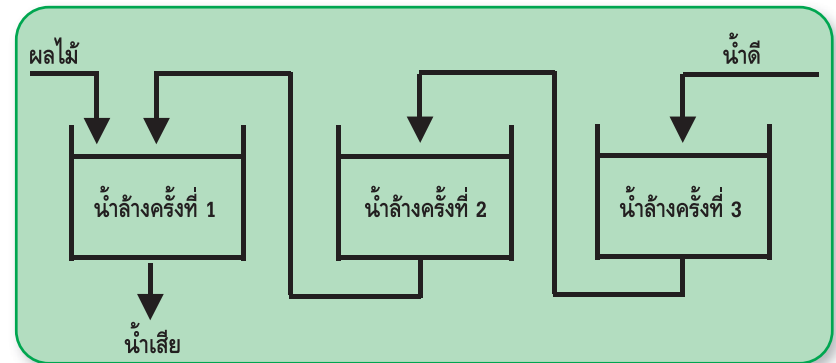 ผลไม้
น้ำดี
น้ำล้างครั้งที่ 1
น้ำล้างครั้งที่ 2
น้ำล้างครั้งที่ 3
น้ำเสีย